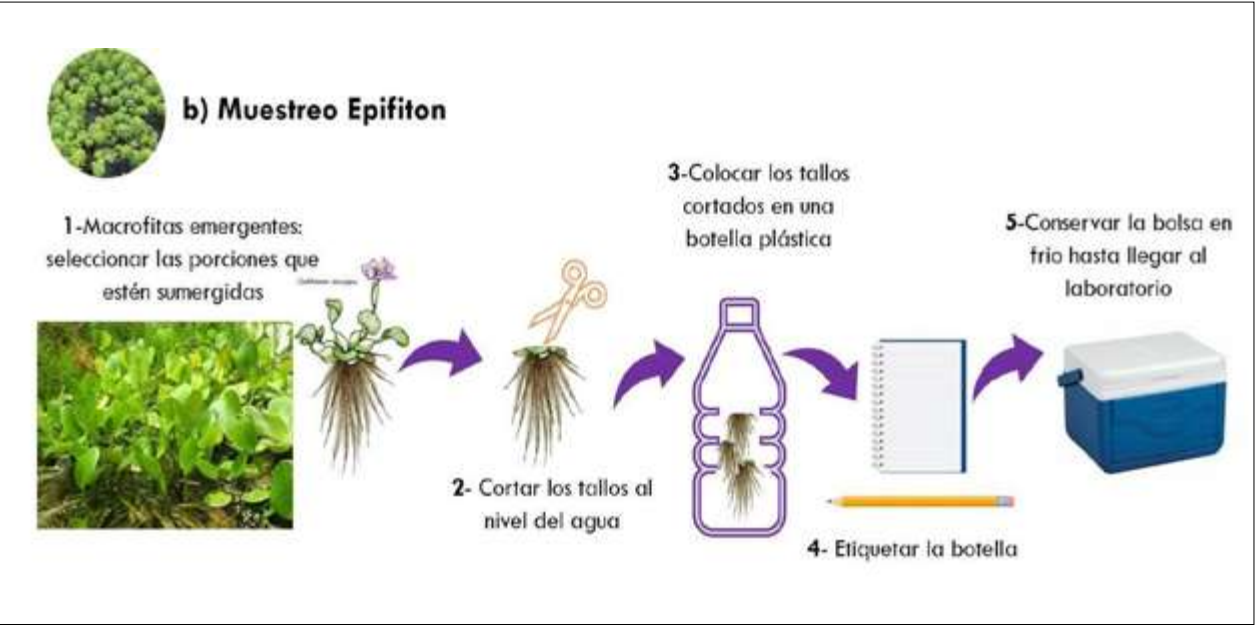 b) Muestreo Epifiton
1-Macrofitas emergentes:
seleccionar las porciones que
estén sumergidas
2- Cortar los tallos al
nivel del agua
3-Colocar los tallos
cortados en una
botella plástica
4- Etiquetar la botella
5-Conservar la bolsa en
frio hasta llegar al
laboratorio